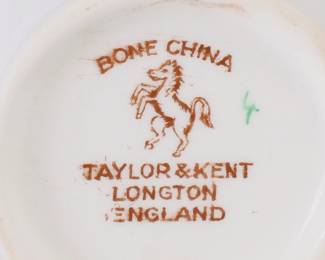 BONE CHINA
TAYLOR & KENT
LONGTON
ENGLAND